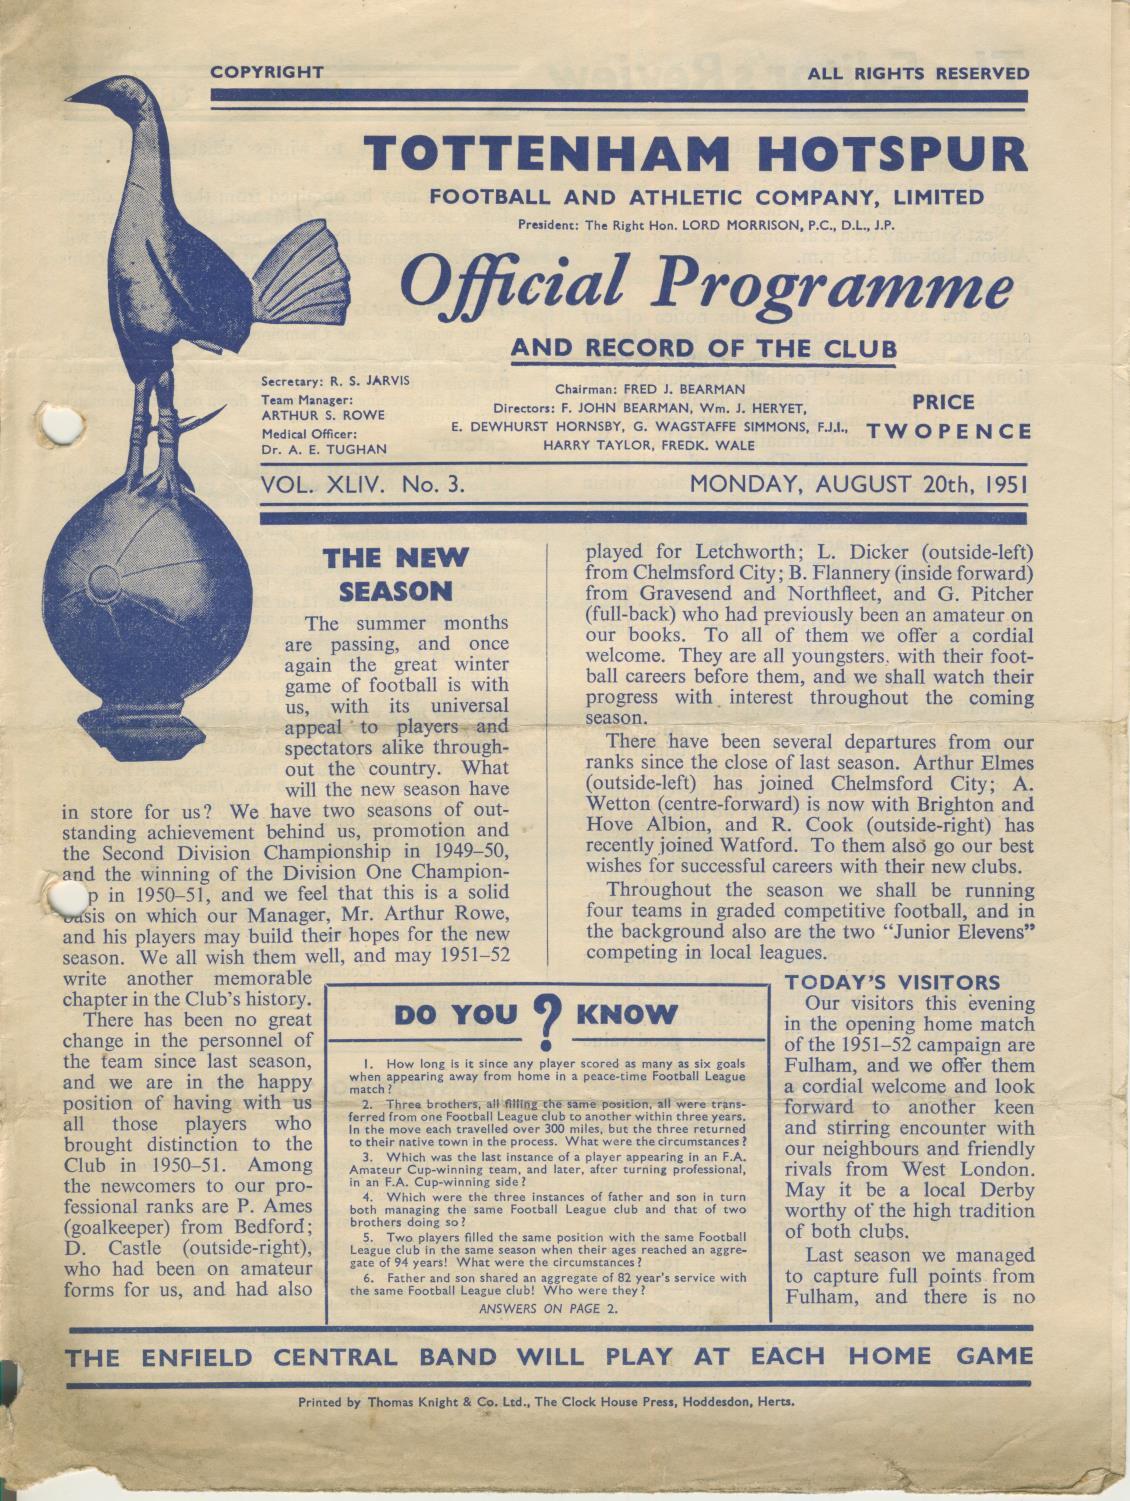 COPYRIGHT
ALL RIGHTS RESERVED
TOTTENHAM HOTSPUR
FOOTBALL AND ATHLETIC COMPANY, LIMITED
President: The Right Hon. LORD MORRISON, P.C., D.L., J.P.
Official Programme
AND RECORD OF THE CLUB
Secretary: R. S. JARVIS
Team Manager:
ARTHUR S. ROWE
Medical Officer:
Dr. A. E. TUGHAN
Chairman: FRED J. BEARMAN
Directors: F. JOHN BEARMAN, Wm. J. HERYET,
E. DEWHURST HORNSBY, G. WAGSTAFFE SIMMONS, F.J.I.,
HARRY TAYLOR, FREDK. WALE
PRICE
TWOPENCE
VOL. XLIV. No. 3.
MONDAY, AUGUST 20th, 1951
THE NEW
SEASON
The summer months
are passing, and once
again the great winter
game of football is with
us, with its universal
appeal to players and
spectators alike through-
out the country. What
will the new season have
in store for us? We have two seasons of out-
standing achievement behind us, promotion and
the Second Division Championship in 1949–50,
and the winning of the Division One Champion-
p in 1950–51, and we feel that this is a solid
basis on which our Manager, Mr. Arthur Rowe,
and his players may build their hopes for the new
season. We all wish them well, and may 1951–52
write another memorable
chapter in the Club's history.
There has been no great
change in the personnel of
the team since last season,
and we are in the happy
position of having with us
all those players who
brought distinction to the
Club in 1950–51. Among
the newcomers to our pro-
fessional ranks are P. Ames
(goalkeeper) from Bedford;
D. Castle (outside-right),
who had been on amateur
forms for us, and had also
played for Letchworth; L. Dicker (outside-left)
from Chelmsford City; B. Flannery (inside forward)
from Gravesend and Northfleet, and G. Pitcher
(full-back) who had previously been an amateur on
our books. To all of them we offer a cordial
welcome. They are all youngsters, with their foot-
ball careers before them, and we shall watch their
progress with interest throughout the coming
season.
There have been several departures from our
ranks since the close of last season. Arthur Elmes
(outside-left) has joined Chelmsford City; A.
Wetton (centre-forward) is now with Brighton and
Hove Albion, and R. Cook (outside-right) has
recently joined Watford. To them also go our best
wishes for successful careers with their new clubs.
Throughout the season we shall be running
four teams in graded competitive football, and in
the background also are the two "Junior Elevens"
competing in local leagues.
DO YOU ? KNOW
1. How long is it since any player scored as many as six goals
when appearing away from home in a peace-time Football League
match?
2. Three brothers, all filling the same position, all were trans-
ferred from one Football League club to another within three years.
In the move each travelled over 300 miles, but the three returned
to their native town in the process. What were the circumstances?
3. Which was the last instance of a player appearing in an F.A.
Amateur Cup-winning team, and later, after turning professional,
in an F.A. Cup-winning side?
4. Which were the three instances of father and son in turn
both managing the same Football League club and that of two
brothers doing so?
5. Two players filled the same position with the same Football
League club in the same season when their ages reached an aggre-
gate of 94 years! What were the circumstances?
6. Father and son shared an aggregate of 82 year's service with
the same Football League club! Who were they?
ANSWERS ON PAGE 2.
TODAY'S VISITORS
Our visitors this evening
in the opening home match
of the 1951–52 campaign are
Fulham, and we offer them
a cordial welcome and look
forward to another keen
and stirring encounter with
our neighbours and friendly
rivals from West London.
May it be a local Derby
worthy of the high tradition
of both clubs.
Last season we managed
to capture full points from
Fulham, and there is no
THE ENFIELD CENTRAL BAND WILL PLAY AT EACH HOME GAME
Printed by Thomas Knight & Co. Ltd., The Clock House Press, Hoddesdon, Herts.